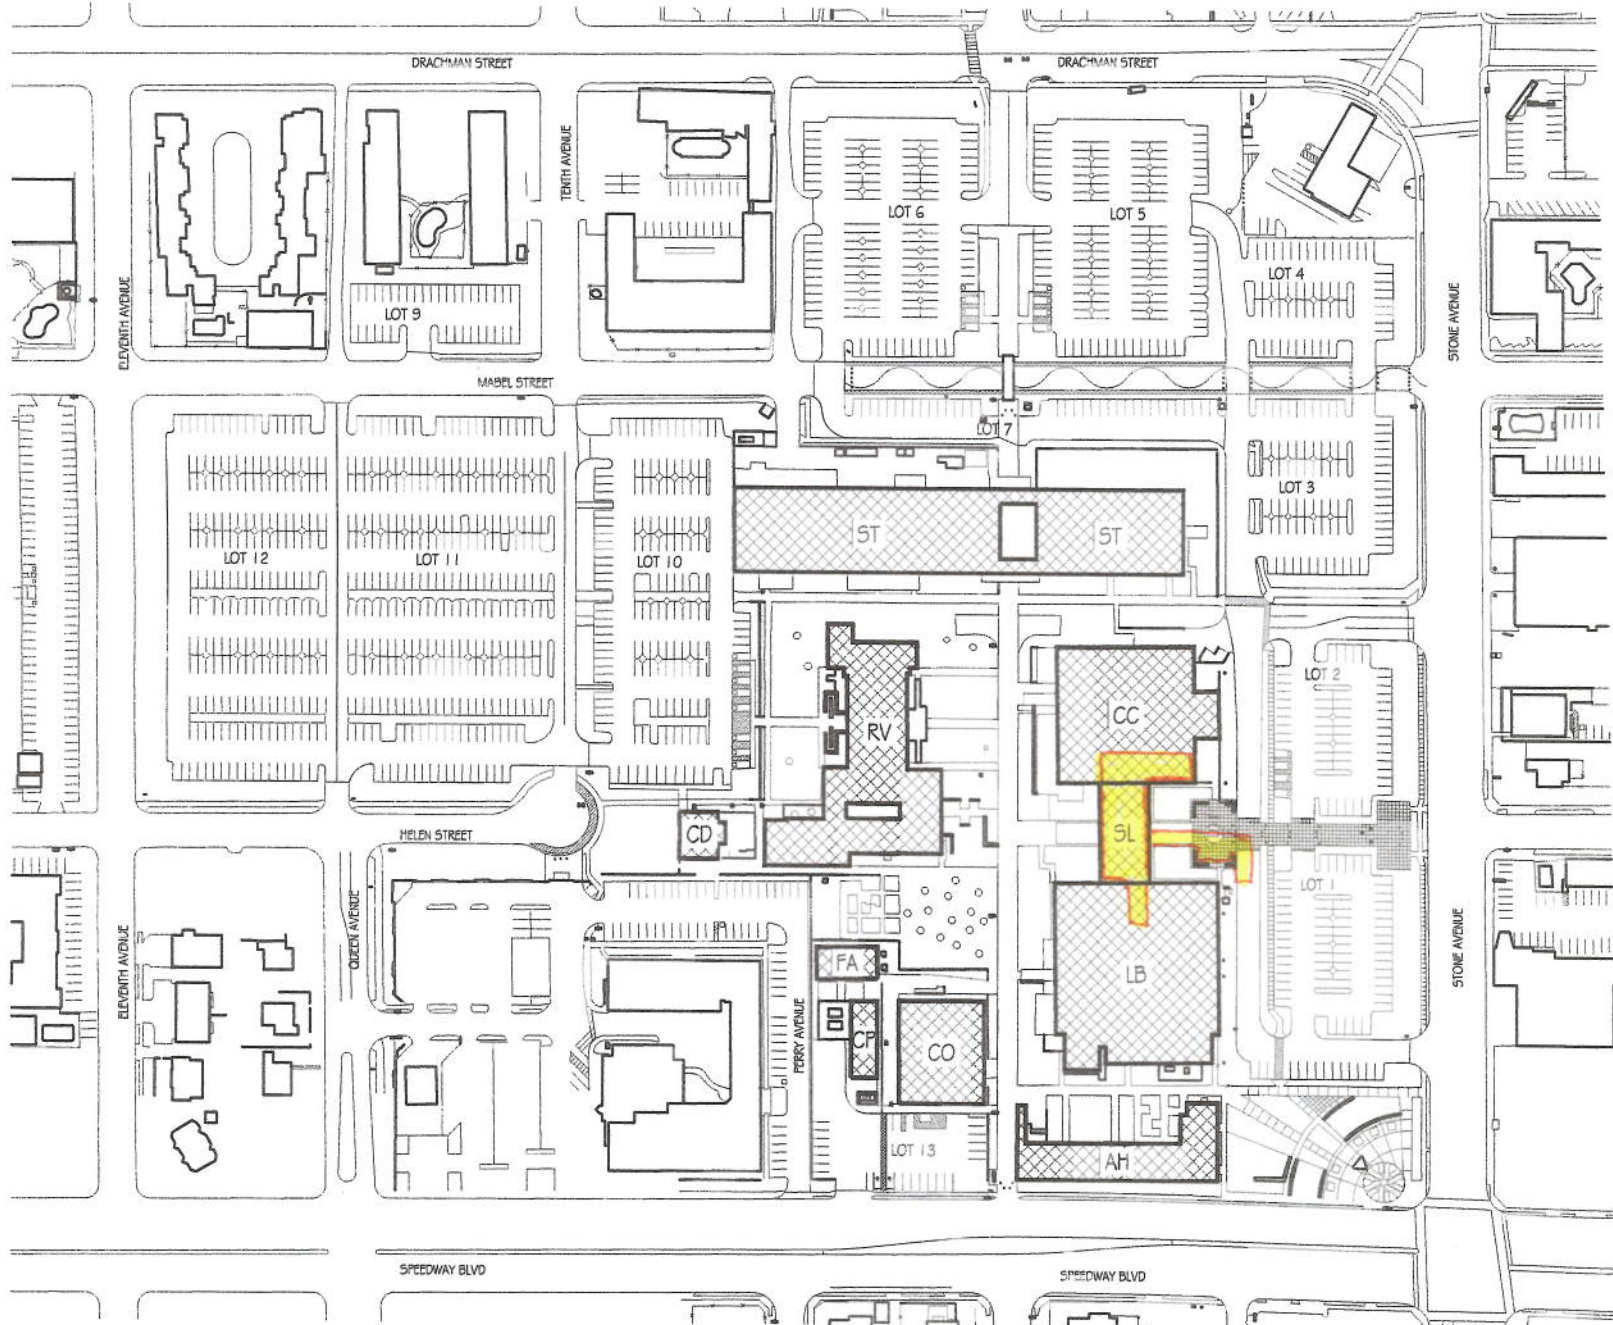 DRACHMAN STREET
DRACHMAN STREET
TENTH AVENUE
LOT 6
LOT 5
LOT 4
ELEVENTH AVENUE
LOT 9
STONE AVENUE
MABEL STREET
LOT 7
LOT 3
ST
ST
LOT 12
LOT 11
LOT 10
LOT 2
CC
RV
HELEN STREET
CD
SL
LOT 1
QUEEN AVENUE
ELEVENTH AVENUE
STONE AVENUE
FA
LB
PERRY AVENUE
CP
CO
LOT 13
AH
SPEEDWAY BLVD
SPEEDWAY BLVD